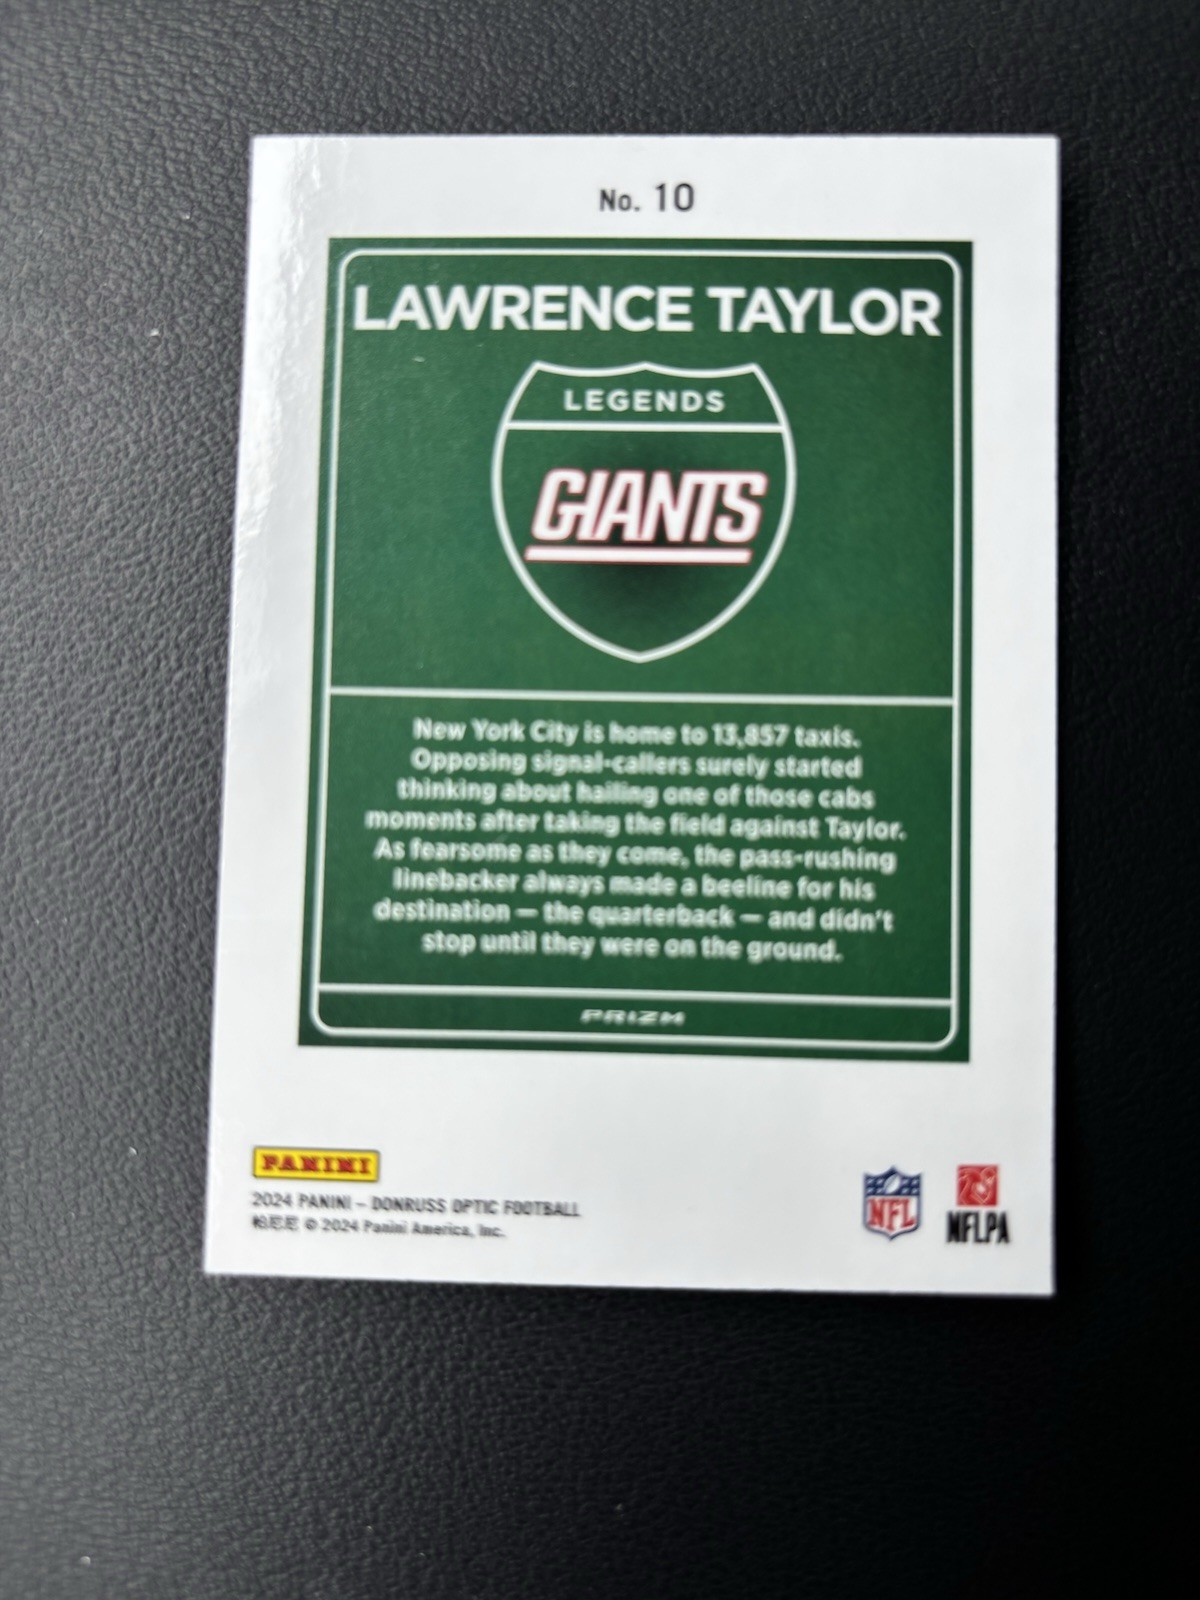 No. 10
LAWRENCE TAYLOR
LEGENDS
GIANTS
New York City is home to 13,857 taxis.
Opposing signal-callers surely started
thinking about hailing one of those cabs
moments after taking the field against Taylor.
As fearsome as they come, the pass-rushing
linebacker always made a beeline for his
destination — the quarterback — and didn't
stop until they were on the ground.
PRIZM
PANINI
2024 PANINI – DONRUSS OPTIC FOOTBALL
© 2024 Panini America, Inc.
NFL
NFLPA